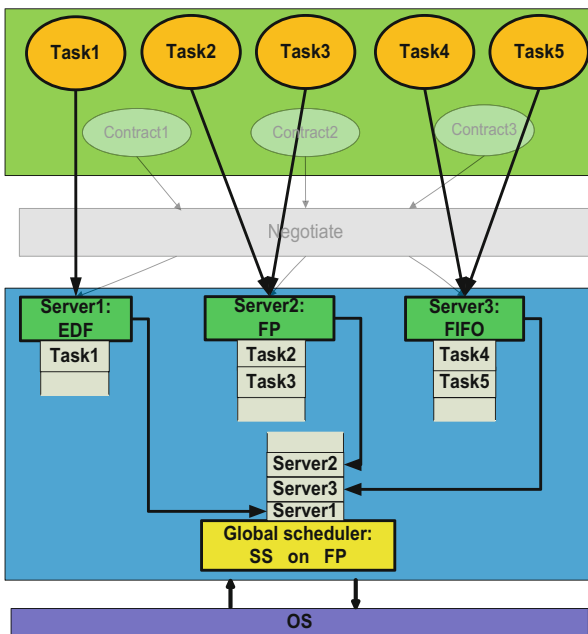 Task1 Task2 Task3 Task4 Task5
Contract1 Contract2 Contract3
Negotiate
Server1: Server2: Server3:
EDF FP FIFO
Task1 Task2 Task4
Task3 Task5
Server2
Server3
Server1
Global scheduler:
SS on FP
OS